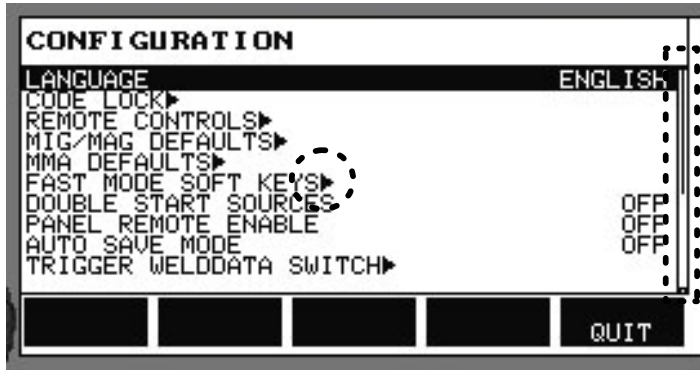 CONFIGURATION
LANGUAGE ENGLISH
CODE LOCK▶
REMOTE CONTROLS▶
MIG/MAG DEFAULTS▶
MMA DEFAULTS▶
FAST MODE SOFT KEYS▶
DOUBLE START SOURCES OFF
PANEL REMOTE ENABLE OFF
AUTO SAVE MODE OFF
TRIGGER WELDDATA SWITCH▶
QUIT